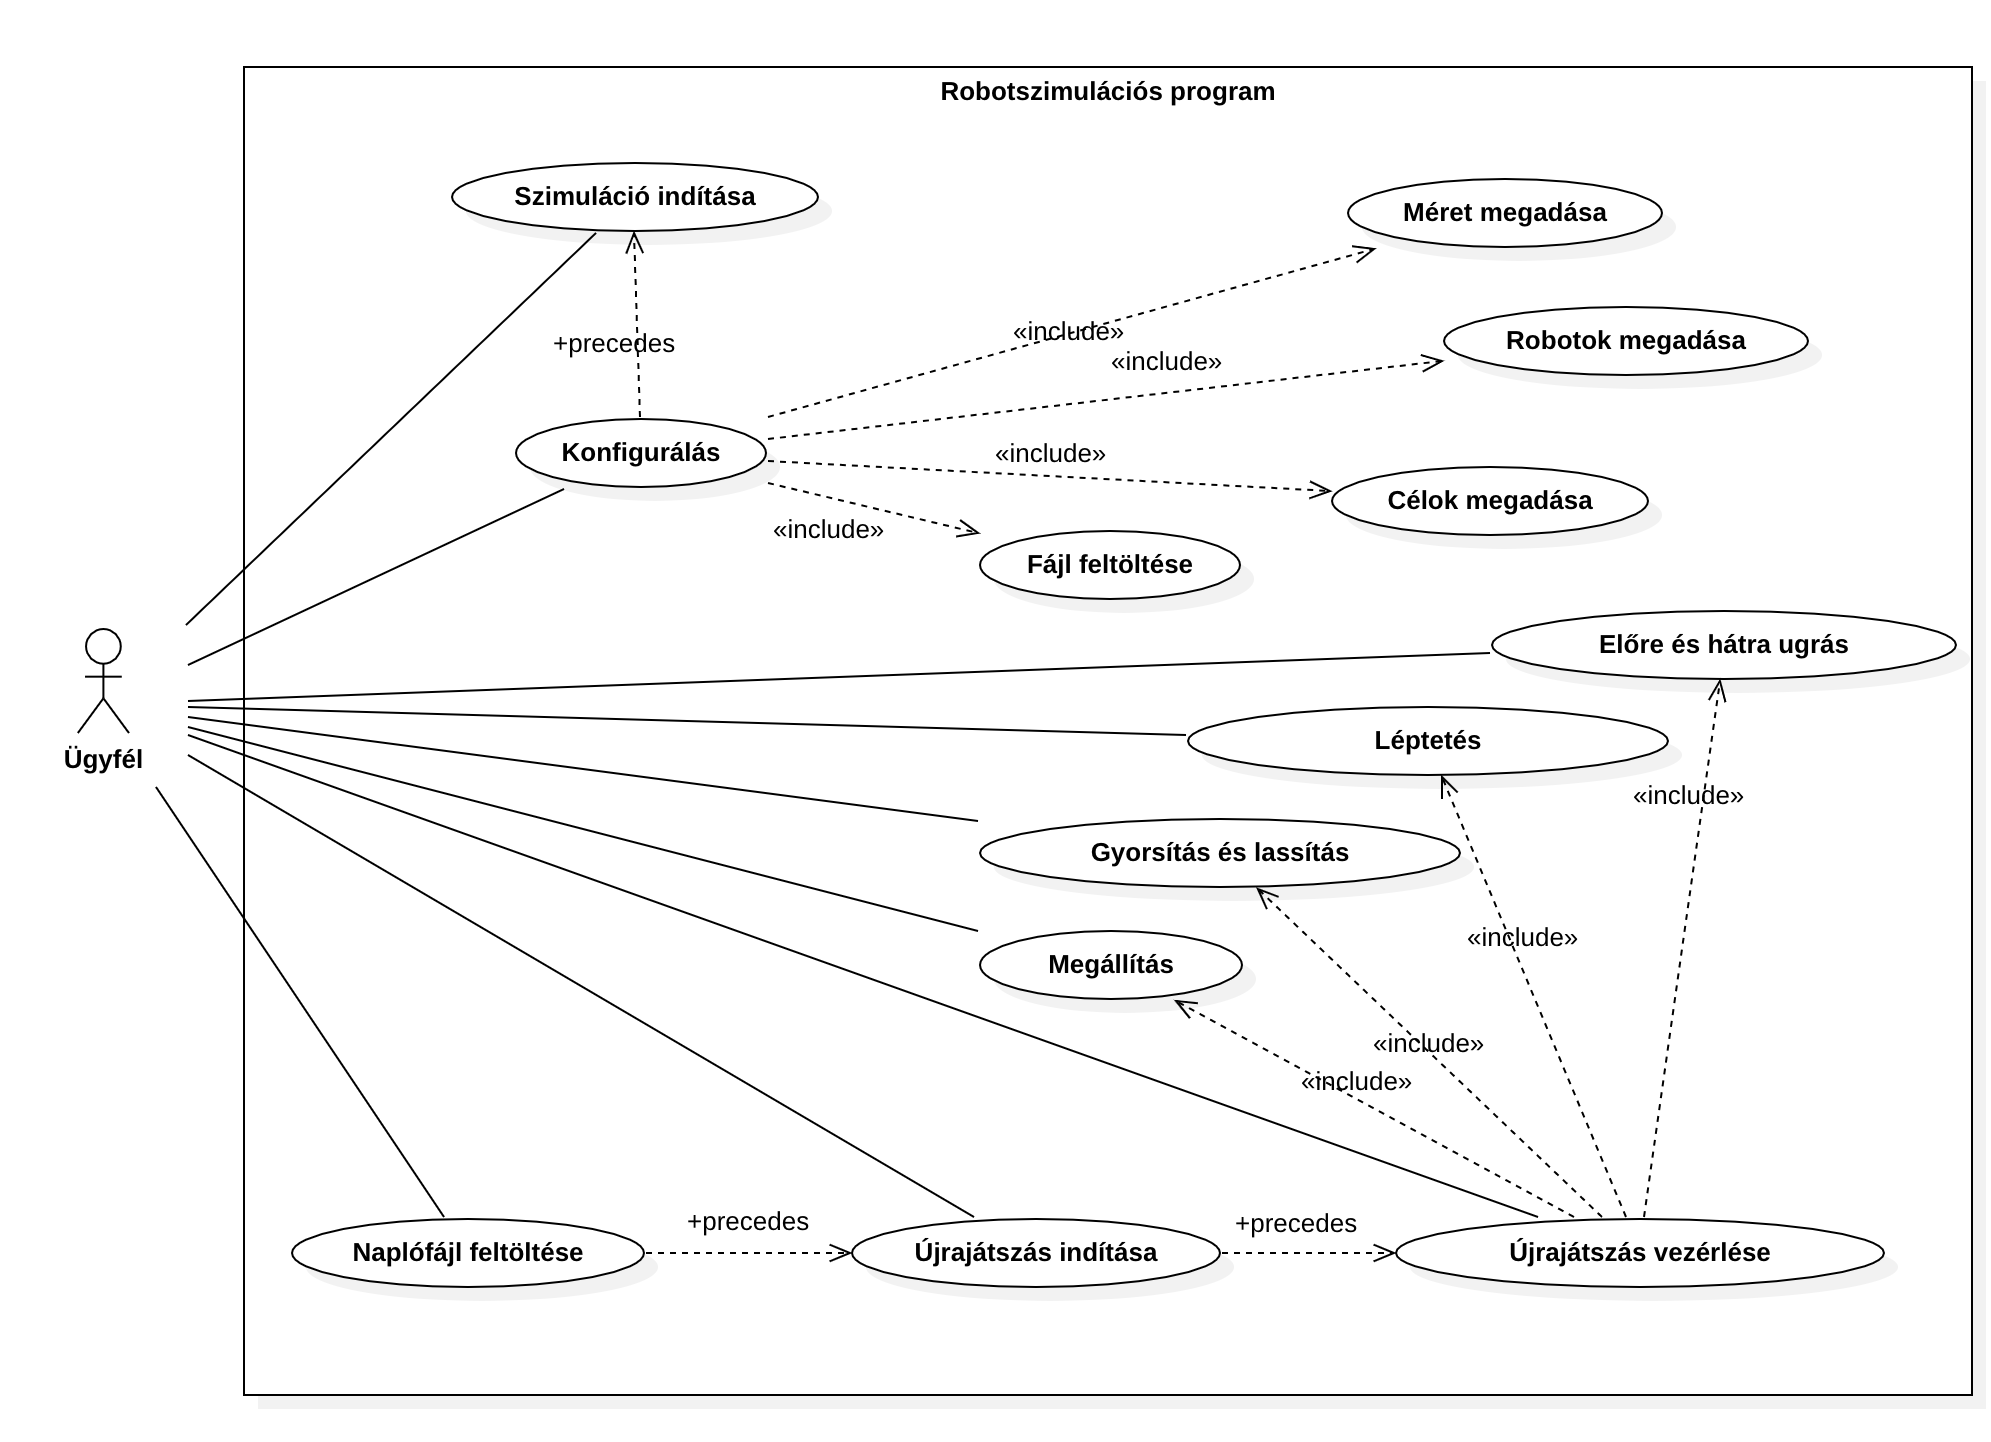 Robotszimulációs program
Szimuláció indítása
Méret megadása
+precedes
«include»
Robotok megadása
«include»
Konfigurálás
«include»
Célok megadása
«include»
Fájl feltöltése
Előre és hátra ugrás
Ügyfél
Léptetés
«include»
Gyorsítás és lassítás
«include»
Megállítás
«include»
«include»
+precedes
+precedes
Naplófájl feltöltése
Újrajátszás indítása
Újrajátszás vezérlése